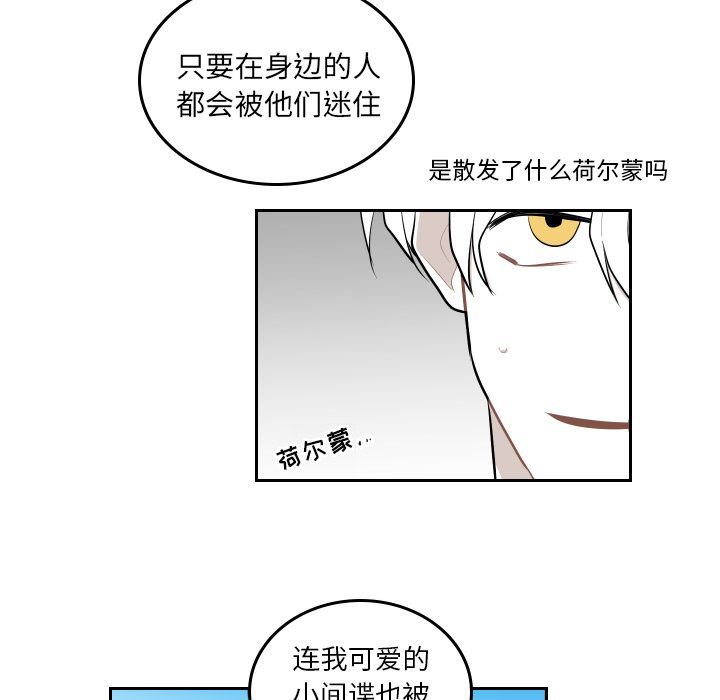 只要在身边的人
都会被他们迷住
是散发了什么荷尔蒙吗
荷尔蒙...
连我可爱的
小间谍也被